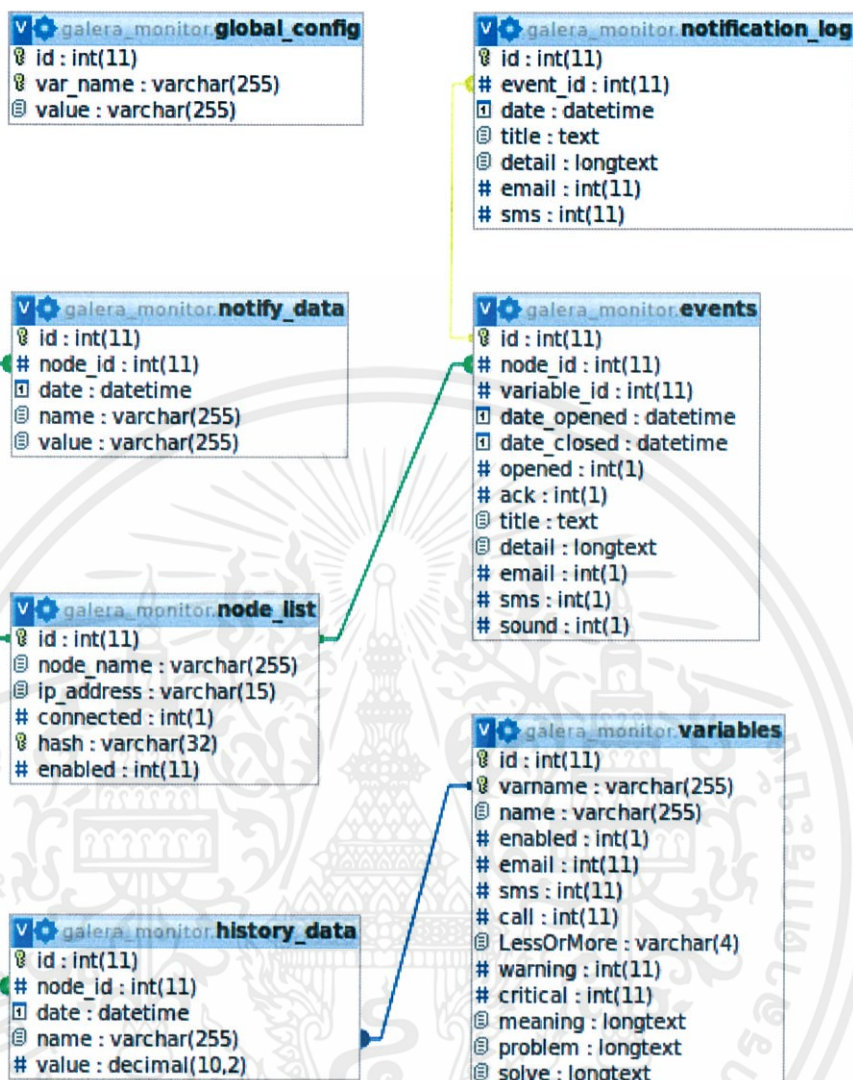 galera_monitor.global_config
id : int(11)
var_name : varchar(255)
value : varchar(255)
galera_monitor.notification_log
id : int(11)
event_id : int(11)
date : datetime
title : text
detail : longtext
email : int(11)
sms : int(11)
galera_monitor.notify_data
id : int(11)
node_id : int(11)
date : datetime
name : varchar(255)
value : varchar(255)
galera_monitor.events
id : int(11)
node_id : int(11)
variable_id : int(11)
date_opened : datetime
date_closed : datetime
opened : int(1)
ack : int(1)
title : text
detail : longtext
email : int(1)
sms : int(1)
sound : int(1)
galera_monitor.node_list
id : int(11)
node_name : varchar(255)
ip_address : varchar(15)
connected : int(1)
hash : varchar(32)
enabled : int(11)
galera_monitor.variables
id : int(11)
varname : varchar(255)
name : varchar(255)
enabled : int(1)
email : int(11)
sms : int(11)
call : int(11)
LessOrMore : varchar(4)
warning : int(11)
critical : int(11)
meaning : longtext
problem : longtext
solve : longtext
galera_monitor.history_data
id : int(11)
node_id : int(11)
date : datetime
name : varchar(255)
value : decimal(10,2)